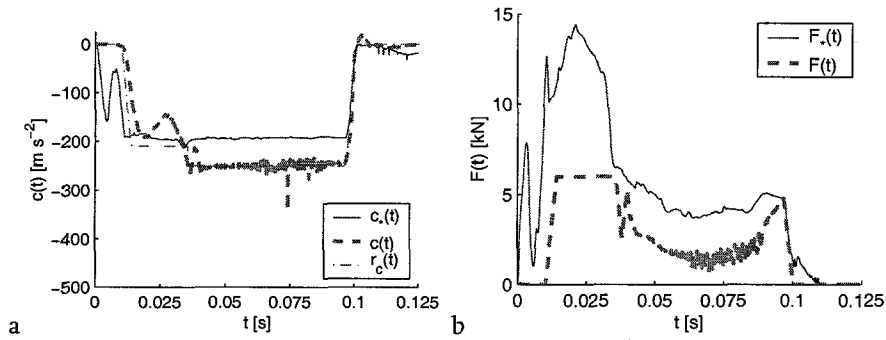 0
−100
−200
−300
−400
−500
c(t) [m s⁻²]
c*(t)
c(t)
r_c(t)
0 0.025 0.05 0.075 0.1 0.125
t [s]
a
15
10
5
0
F(t) [kN]
F*(t)
F(t)
0 0.025 0.05 0.075 0.1 0.125
t [s]
b